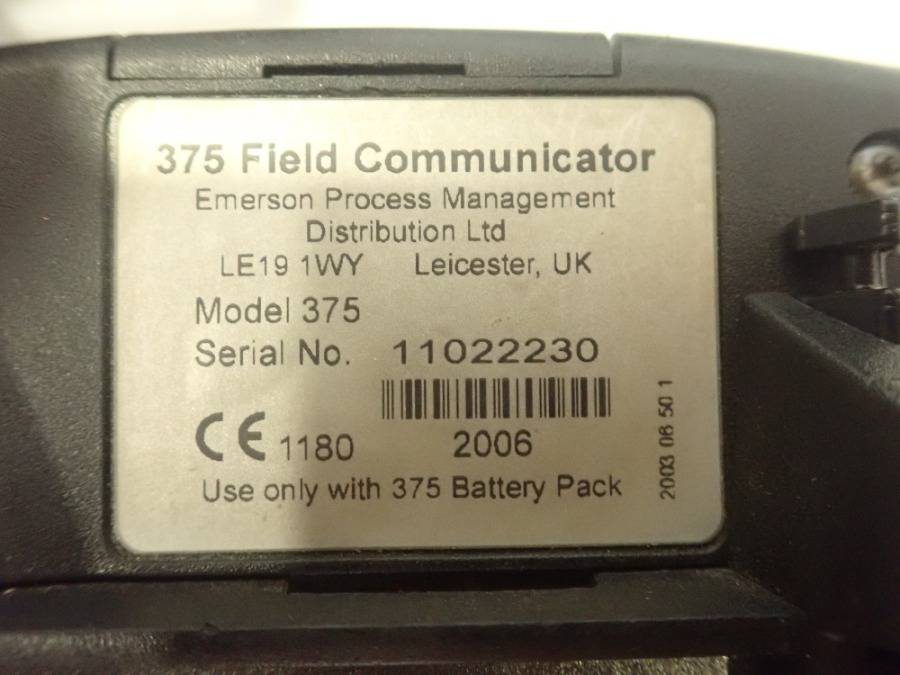 375 Field Communicator
Emerson Process Management
Distribution Ltd
LE19 1WY Leicester, UK
Model 375
Serial No. 11022230
CE 1180 2006
Use only with 375 Battery Pack
2003 06 50 1